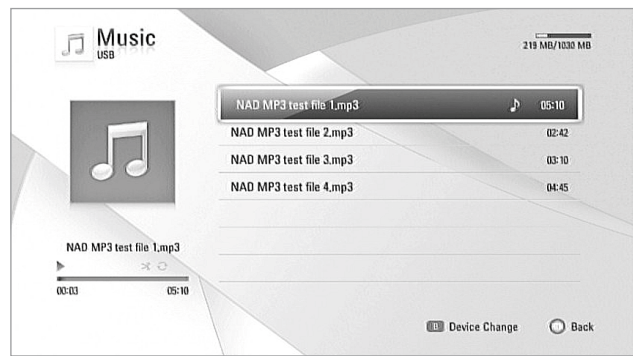 Music
USB
219 MB/1030 MB
NAD MP3 test file 1.mp3 05:10
NAD MP3 test file 2.mp3 02:42
NAD MP3 test file 3.mp3 03:10
NAD MP3 test file 4.mp3 04:45
NAD MP3 test file 1.mp3
00:03 05:10
B Device Change Back